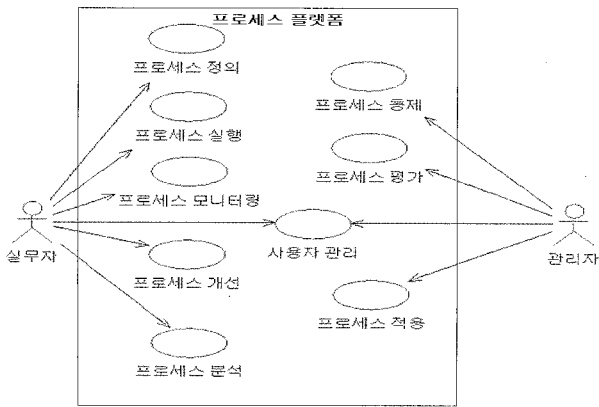 프로세스 플랫폼
프로세스 정의
프로세스 통제
프로세스 실행
프로세스 평가
프로세스 모니터링
실무자
사용자 관리
관리자
프로세스 개선
프로세스 적용
프로세스 분석